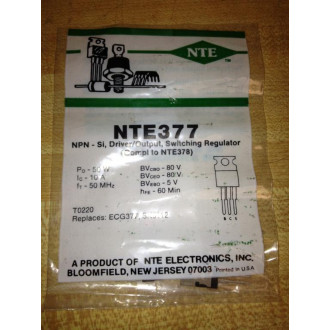 NTE
NTE377
NPN - Si, Driver/Output, Switching Regulator
(Compl to NTE378)
PD - 50 W
IC - 10 A
fT - 50 MHz
BVCBO - 80 V
BVCEO - 80 V
BVEBO - 5 V
hFE - 60 Min
B C E
T0220
Replaces: ECG377
A PRODUCT OF NTE ELECTRONICS, INC.
BLOOMFIELD, NEW JERSEY 07003 Printed in U.S.A